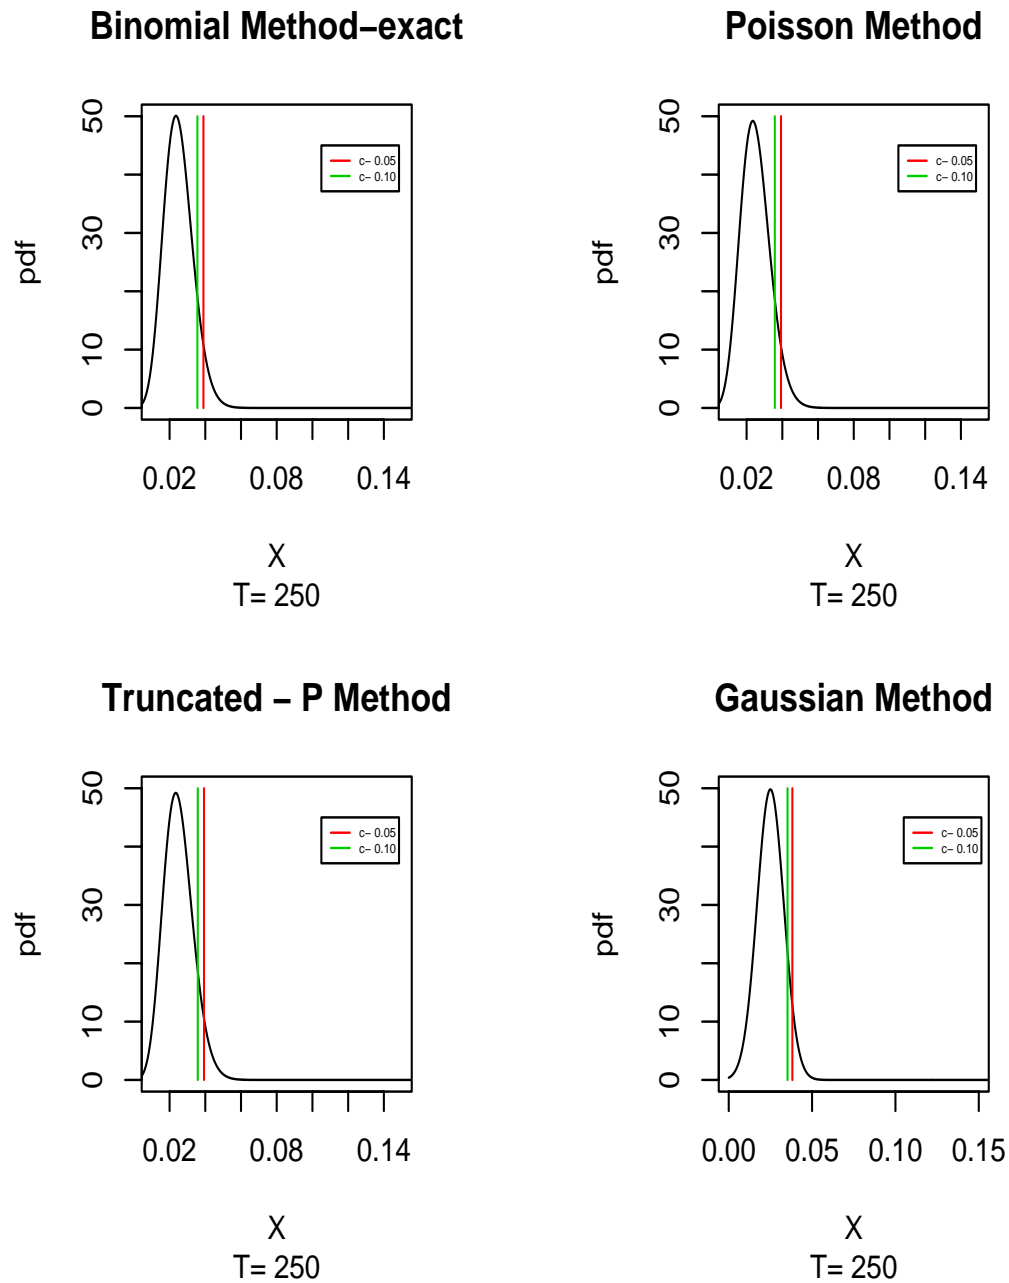 Binomial Method–exact
50
30
10
0
pdf
c– 0.05
c– 0.10
0.02 0.08 0.14
X
T= 250
Poisson Method
50
30
10
0
pdf
c– 0.05
c– 0.10
0.02 0.08 0.14
X
T= 250
Truncated – P Method
50
30
10
0
pdf
c– 0.05
c– 0.10
0.02 0.08 0.14
X
T= 250
Gaussian Method
50
30
10
0
pdf
c– 0.05
c– 0.10
0.00 0.05 0.10 0.15
X
T= 250